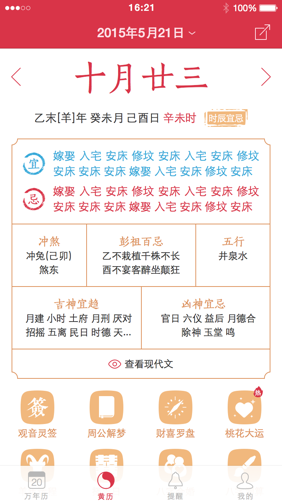 16:21
100%
2015年5月21日
十月廿三
乙末[羊]年 癸未月 己酉日 辛未时 时辰宜忌
宜
嫁娶 入宅 安床 修坟 安床 入宅 修坟
安床 安床 安床 嫁娶 入宅 安床 安床
忌
嫁娶 入宅 安床 修坟 安床 入宅 修坟
安床 安床 安床 修坟 安床 修坟 安床
冲煞
冲兔(己卯)
煞东
彭祖百忌
乙不栽植千株不长
酉不宴客醉坐颠狂
五行
井泉水
吉神宜趋
月建 小时 土府 月刑 厌对
招摇 五离 民日 时德 天...
凶神宜忌
官日 六仪 益后 月德合
除神 玉堂 鸣
查看现代文
签
观音灵签
周公解梦
财喜罗盘
桃花大运
20
万年历
黄历
提醒
我的